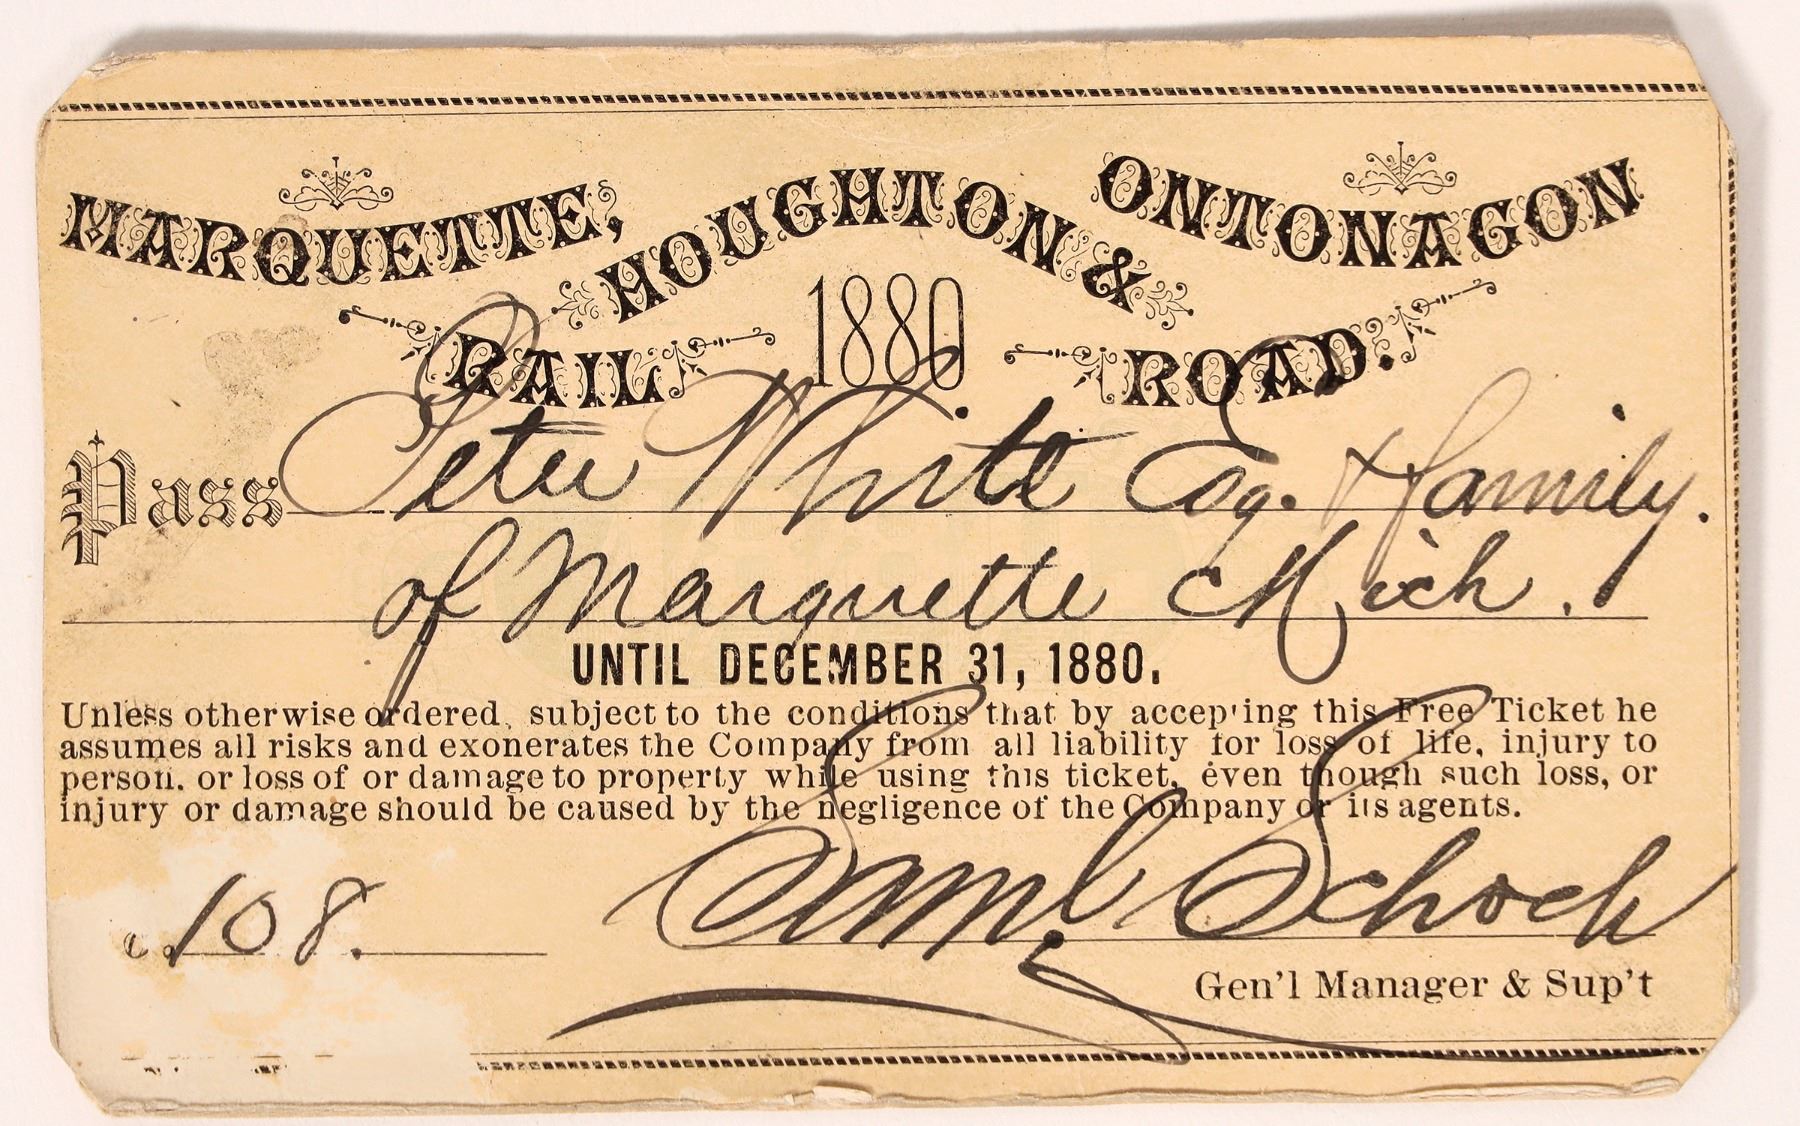 MARQUETTE, HOUGHTON & ONTONAGON
RAIL 1880 ROAD.
Pass Peter White Esq. & family.
of Marquette Mich.
UNTIL DECEMBER 31, 1880.
Unless otherwise ordered, subject to the conditions that by accepting this Free Ticket he
assumes all risks and exonerates the Company from all liability for loss of life, injury to
person, or loss of or damage to property while using this ticket, even though such loss, or
injury or damage should be caused by the negligence of the Company or its agents.
108.
Saml. Schoch
Gen'l Manager & Sup't